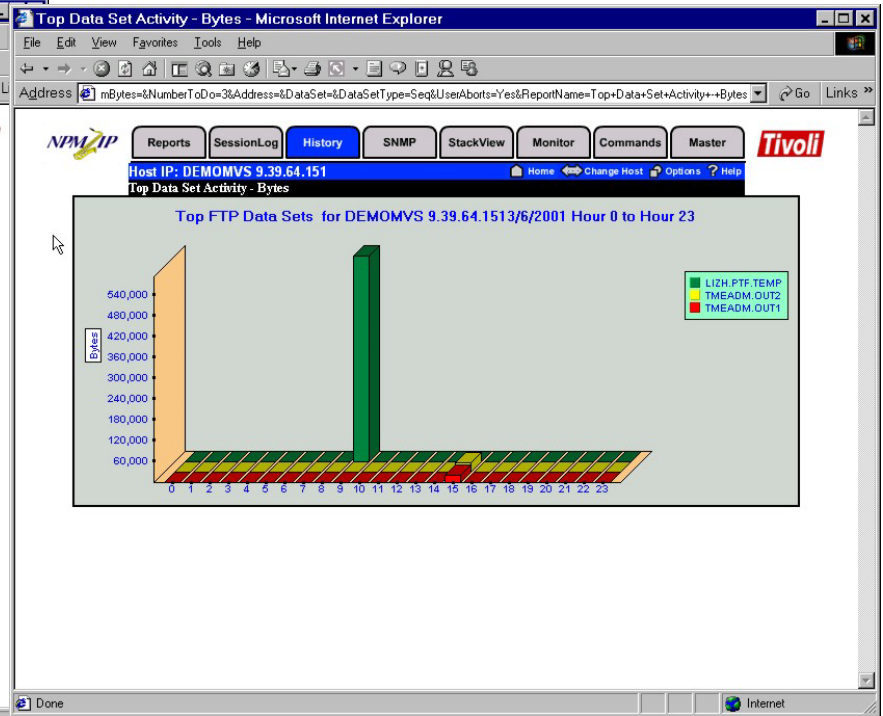 Top Data Set Activity - Bytes - Microsoft Internet Explorer
File Edit View Favorites Tools Help
Address mBytes=&NumberToDo=3&Address=&DataSet=&DataSetType=Seq&UserAborts=Yes&ReportName=Top+Data+Set+Activity+-+Bytes Go Links »
NPM/IP Reports SessionLog History SNMP StackView Monitor Commands Master Tivoli
Host IP: DEMOMVS 9.39.64.151 Home Change Host Options ? Help
Top Data Set Activity - Bytes
Top FTP Data Sets for DEMOMVS 9.39.64.1513/6/2001 Hour 0 to Hour 23
LIZH.PTF.TEMP
TMEADM.OUT2
TMEADM.OUT1
Bytes
540,000
480,000
420,000
360,000
300,000
240,000
180,000
120,000
60,000
0 1 2 3 4 5 6 7 8 9 10 11 12 13 14 15 16 17 18 19 20 21 22 23
Done Internet